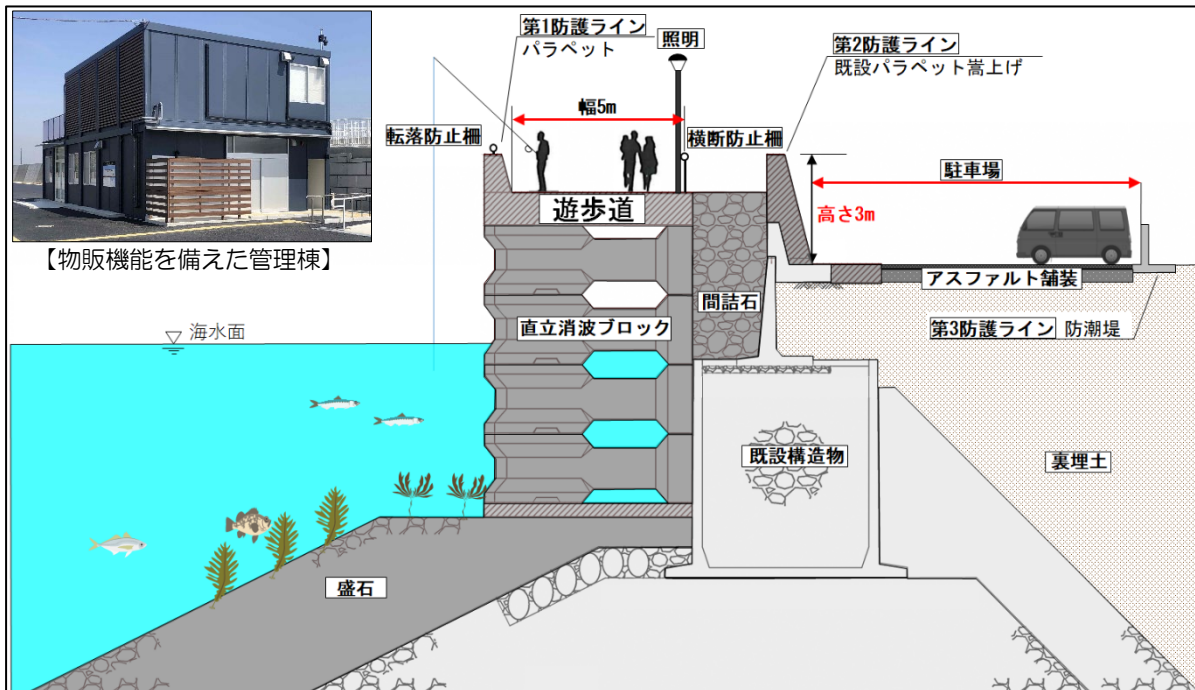 第1防護ライン
パラペット
照明
第2防護ライン
既設パラペット嵩上げ
幅5m
転落防止柵
横断防止柵
駐車場
高さ3m
遊歩道
【物販機能を備えた管理棟】
アスファルト舗装
間詰石
直立消波ブロック
第3防護ライン 防潮堤
海水面
既設構造物
裏埋土
盛石